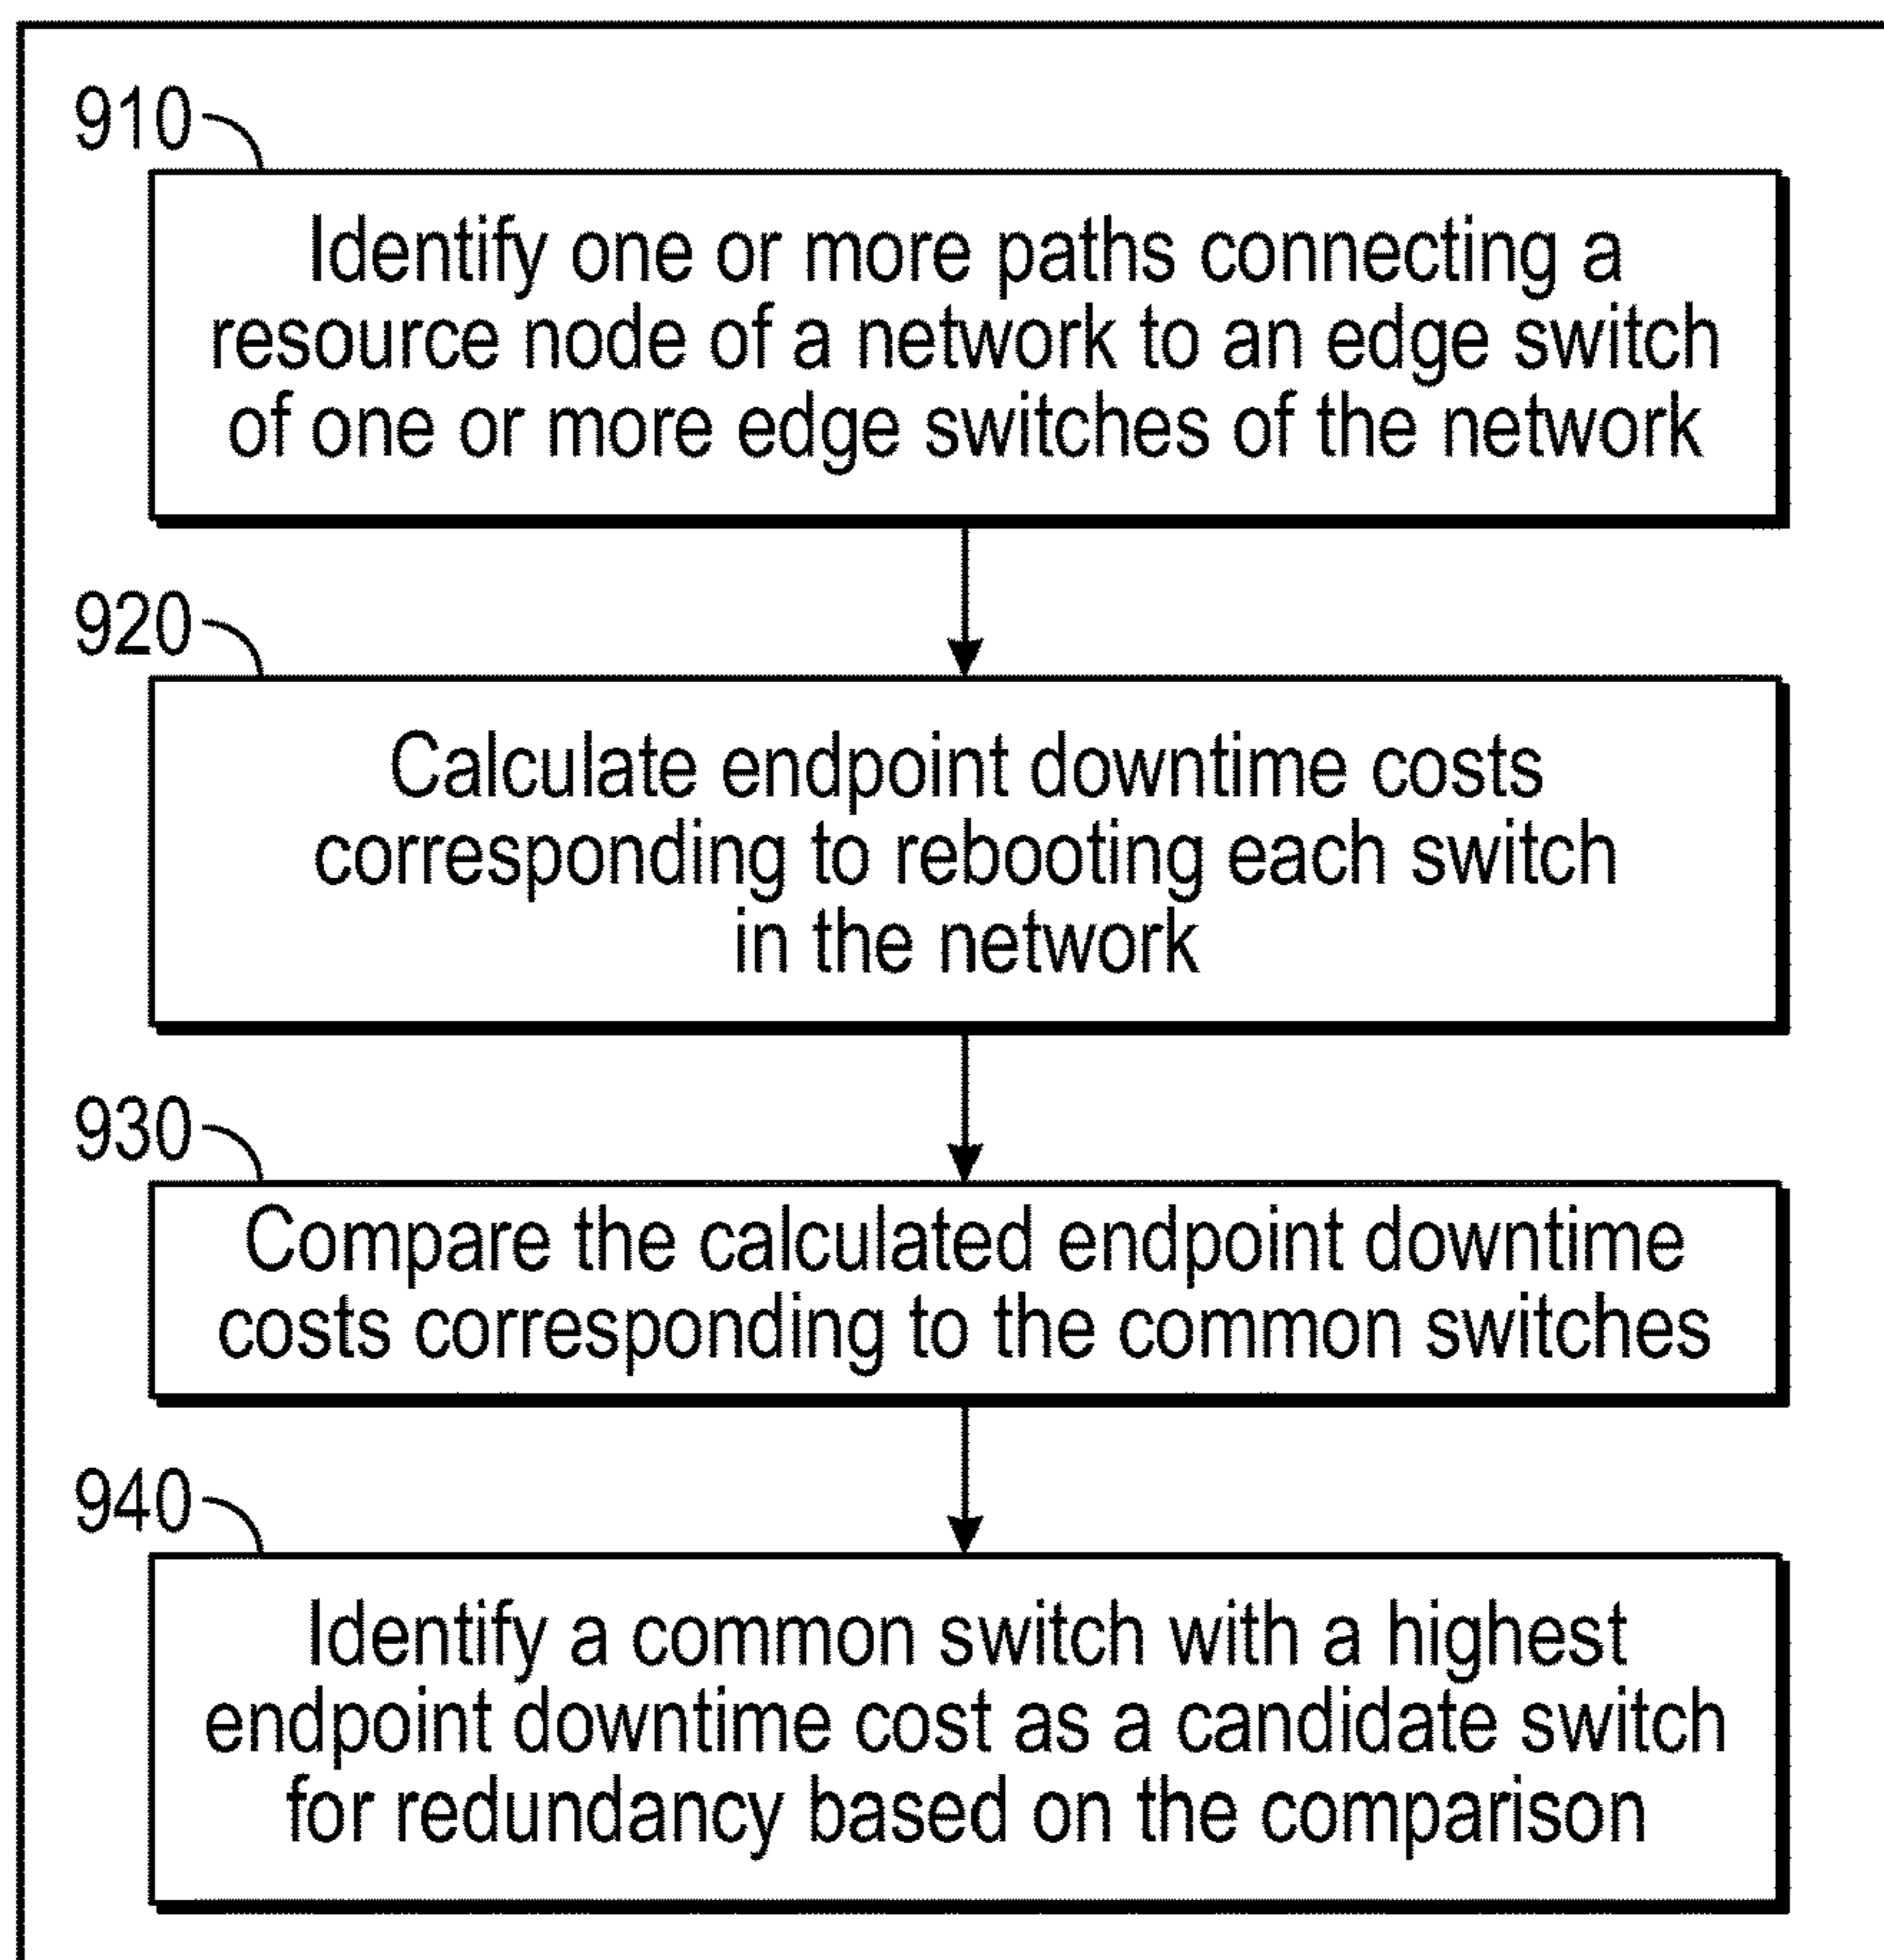 910
Identify one or more paths connecting a
resource node of a network to an edge switch
of one or more edge switches of the network
920
Calculate endpoint downtime costs
corresponding to rebooting each switch
in the network
930
Compare the calculated endpoint downtime
costs corresponding to the common switches
940
Identify a common switch with a highest
endpoint downtime cost as a candidate switch
for redundancy based on the comparison